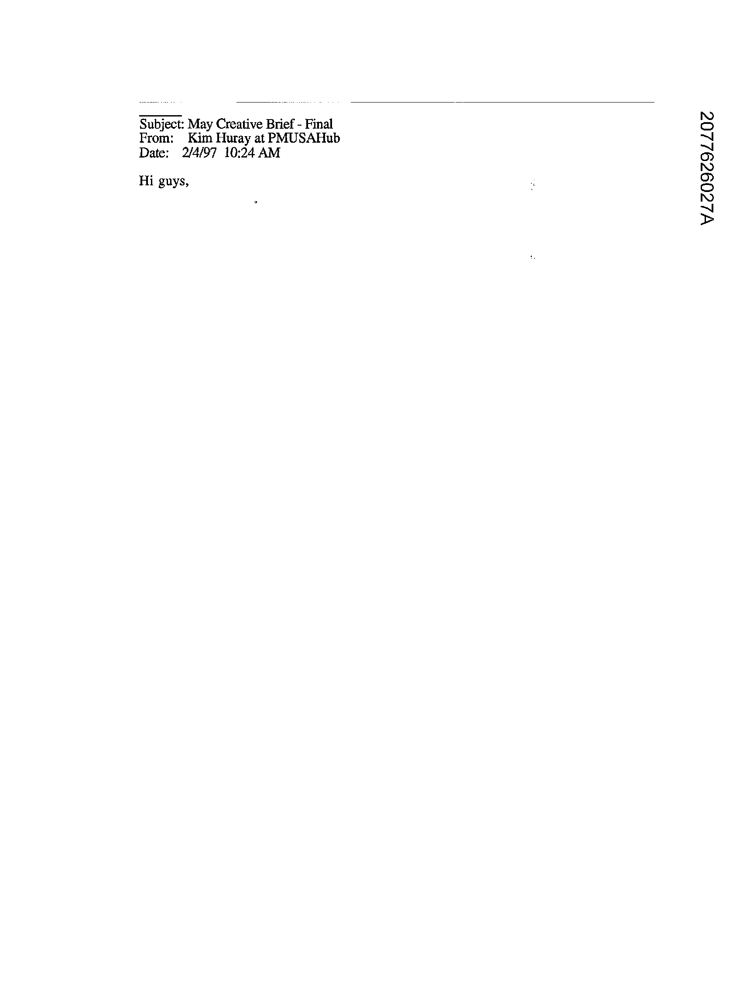 Subject: May Creative Brief - Final
From: Kim Huray at PMUSAHub
Date: 2/4/97 10:24 AM
Hi guys,
2077626027A